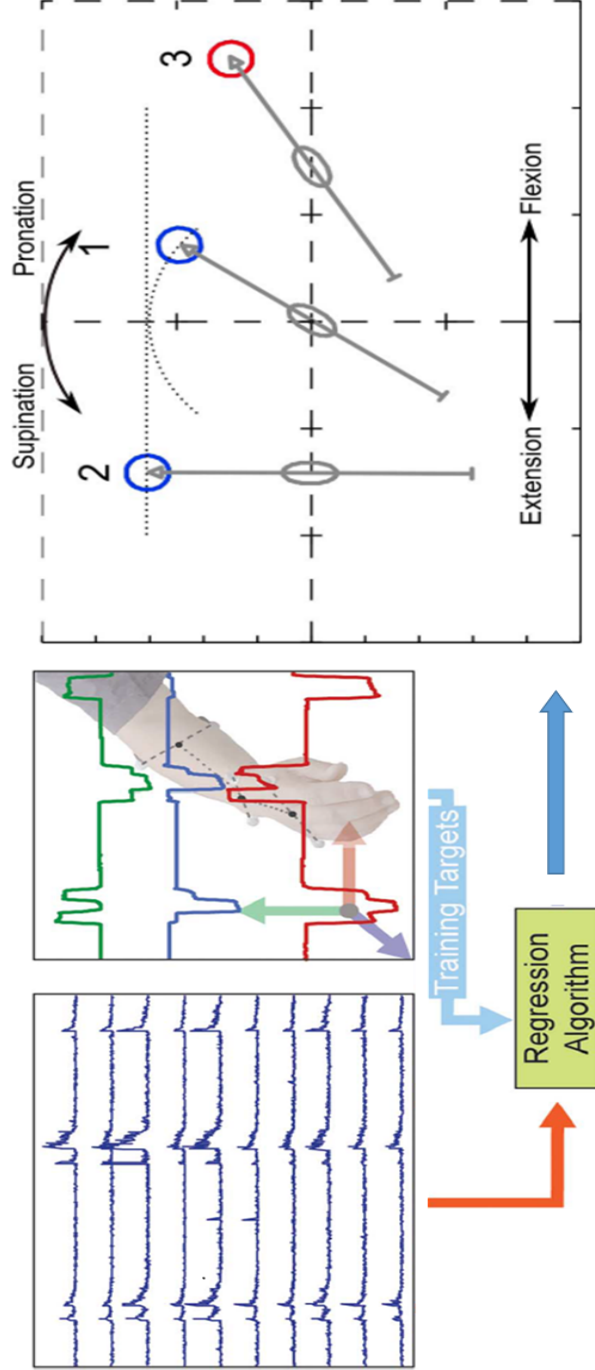 Training Targets
Regression
Algorithm
Supination
Pronation
2
1
3
Extension
Flexion